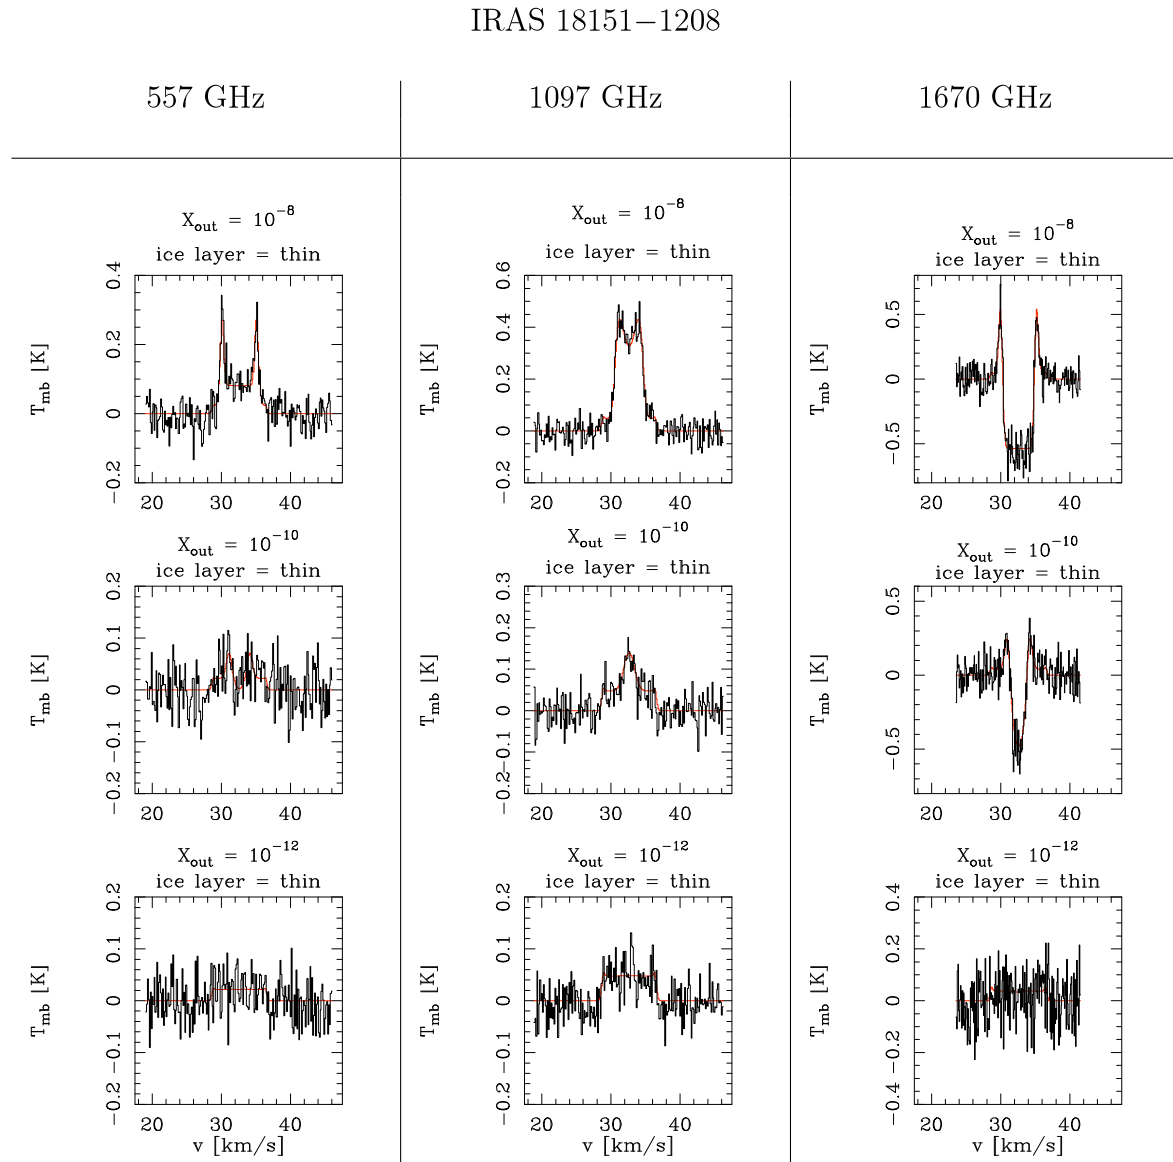 IRAS 18151−1208
557 GHz
1097 GHz
1670 GHz
X_out = 10^−8
ice layer = thin
T_mb [K]
0.4
0.2
0
−0.2
20 30 40
X_out = 10^−8
ice layer = thin
T_mb [K]
0.6
0.4
0.2
0
−0.2
20 30 40
X_out = 10^−8
ice layer = thin
T_mb [K]
0.5
0
−0.5
20 30 40
X_out = 10^−10
ice layer = thin
T_mb [K]
0.2
0.1
0
−0.1
−0.2
20 30 40
X_out = 10^−10
ice layer = thin
T_mb [K]
0.3
0.2
0.1
0
−0.1
−0.2
20 30 40
X_out = 10^−10
ice layer = thin
T_mb [K]
0.5
0
−0.5
20 30 40
X_out = 10^−12
ice layer = thin
T_mb [K]
0.2
0.1
0
−0.1
−0.2
20 30 40
v [km/s]
X_out = 10^−12
ice layer = thin
T_mb [K]
0.2
0.1
0
−0.1
−0.2
20 30 40
v [km/s]
X_out = 10^−12
ice layer = thin
T_mb [K]
0.4
0.2
0
−0.2
−0.4
20 30 40
v [km/s]